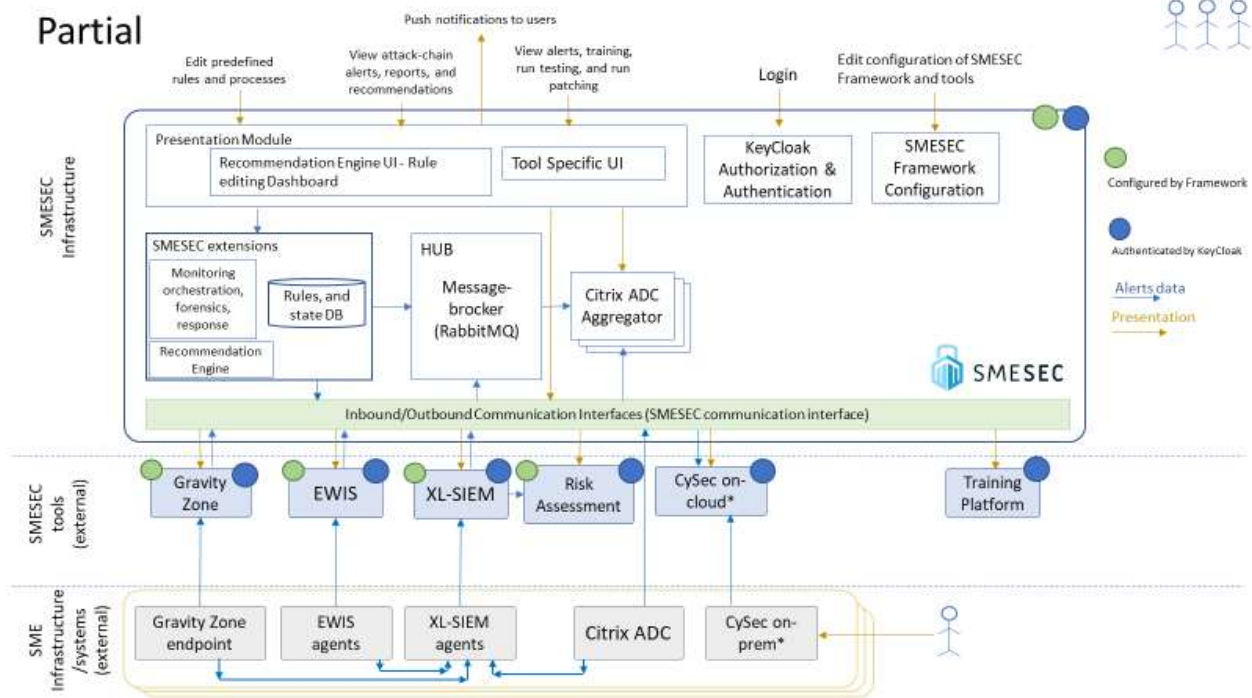 Partial
Push notifications to users
Edit predefined
rules and processes
View attack-chain
alerts, reports, and
recommendations
View alerts, training,
run testing, and run
patching
Login
Edit configuration of SMESEC
Framework and tools
SMESEC
Infrastructure
Presentation Module
Recommendation Engine UI - Rule
editing Dashboard
Tool Specific UI
KeyCloak
Authorization &
Authentication
SMESEC
Framework
Configuration
Configured by Framework
Authenticated by KeyCloak
Alerts data
Presentation
SMESEC extensions
Monitoring
orchestration,
forensics,
response
Rules, and
state DB
Recommendation
Engine
HUB
Message-
brocker
(RabbitMQ)
Citrix ADC
Aggregator
SMESEC
Inbound/Outbound Communication Interfaces (SMESEC communication interface)
SMESEC
tools
(external)
Gravity
Zone
EWIS
XL-SIEM
Risk
Assessment
CySec on-
cloud*
Training
Platform
SME
Infrastructure
/systems
(external)
Gravity Zone
endpoint
EWIS
agents
XL-SIEM
agents
Citrix ADC
CySec on-
prem*